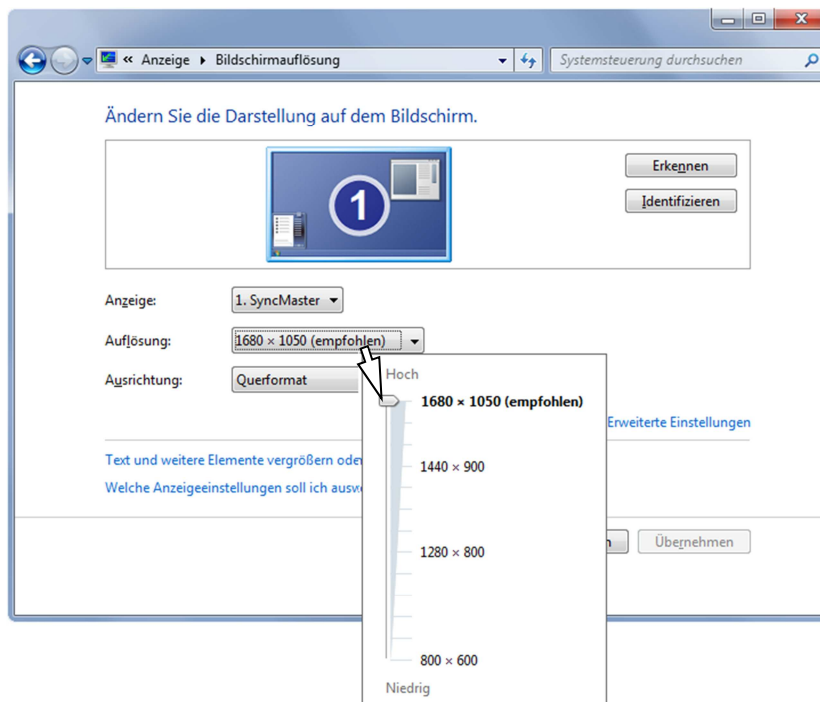 « Anzeige ▸ Bildschirmauflösung
Systemsteuerung durchsuchen
Ändern Sie die Darstellung auf dem Bildschirm.
1
Erkennen
Identifizieren
Anzeige: 1. SyncMaster
Auflösung: 1680 × 1050 (empfohlen)
Ausrichtung: Querformat
Hoch
1680 × 1050 (empfohlen)
Erweiterte Einstellungen
Text und weitere Elemente vergrößern
1440 × 900
Welche Anzeigeeinstellungen soll ich
1280 × 800
Übernehmen
800 × 600
Niedrig